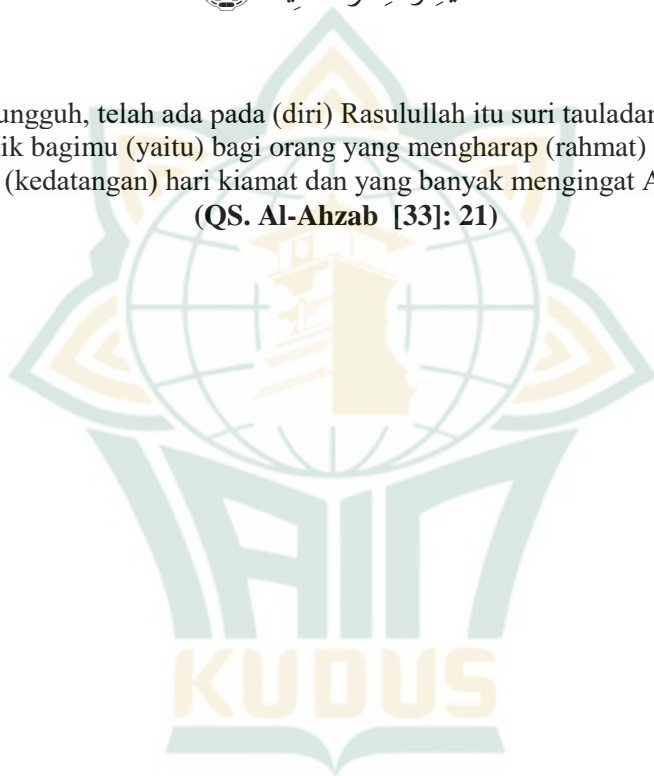 ungguh, telah ada pada (diri) Rasulullah itu suri tauladan
ik bagimu (yaitu) bagi orang yang mengharap (rahmat)
(kedatangan) hari kiamat dan yang banyak mengingat A
(QS. Al-Ahzab [33]: 21)
IAIN
KUDUS